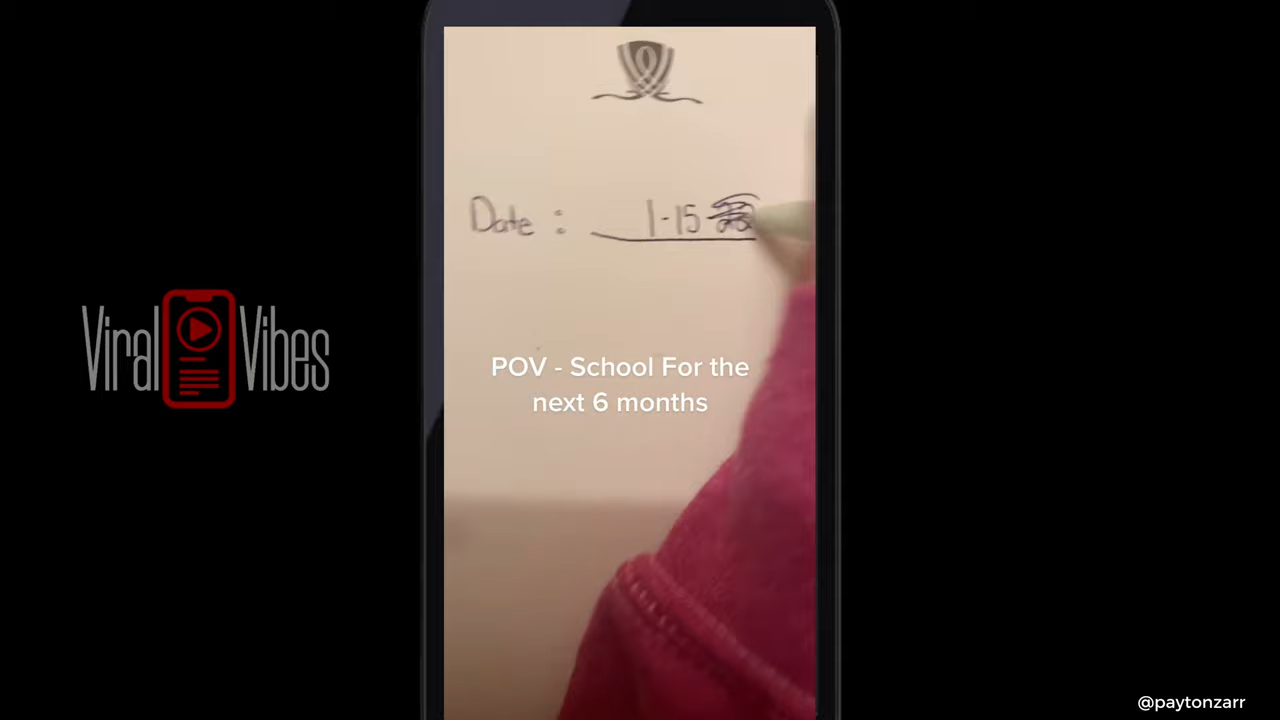 Date : 1-15-
POV - School For the
next 6 months
Viral Vibes
@paytonzarr